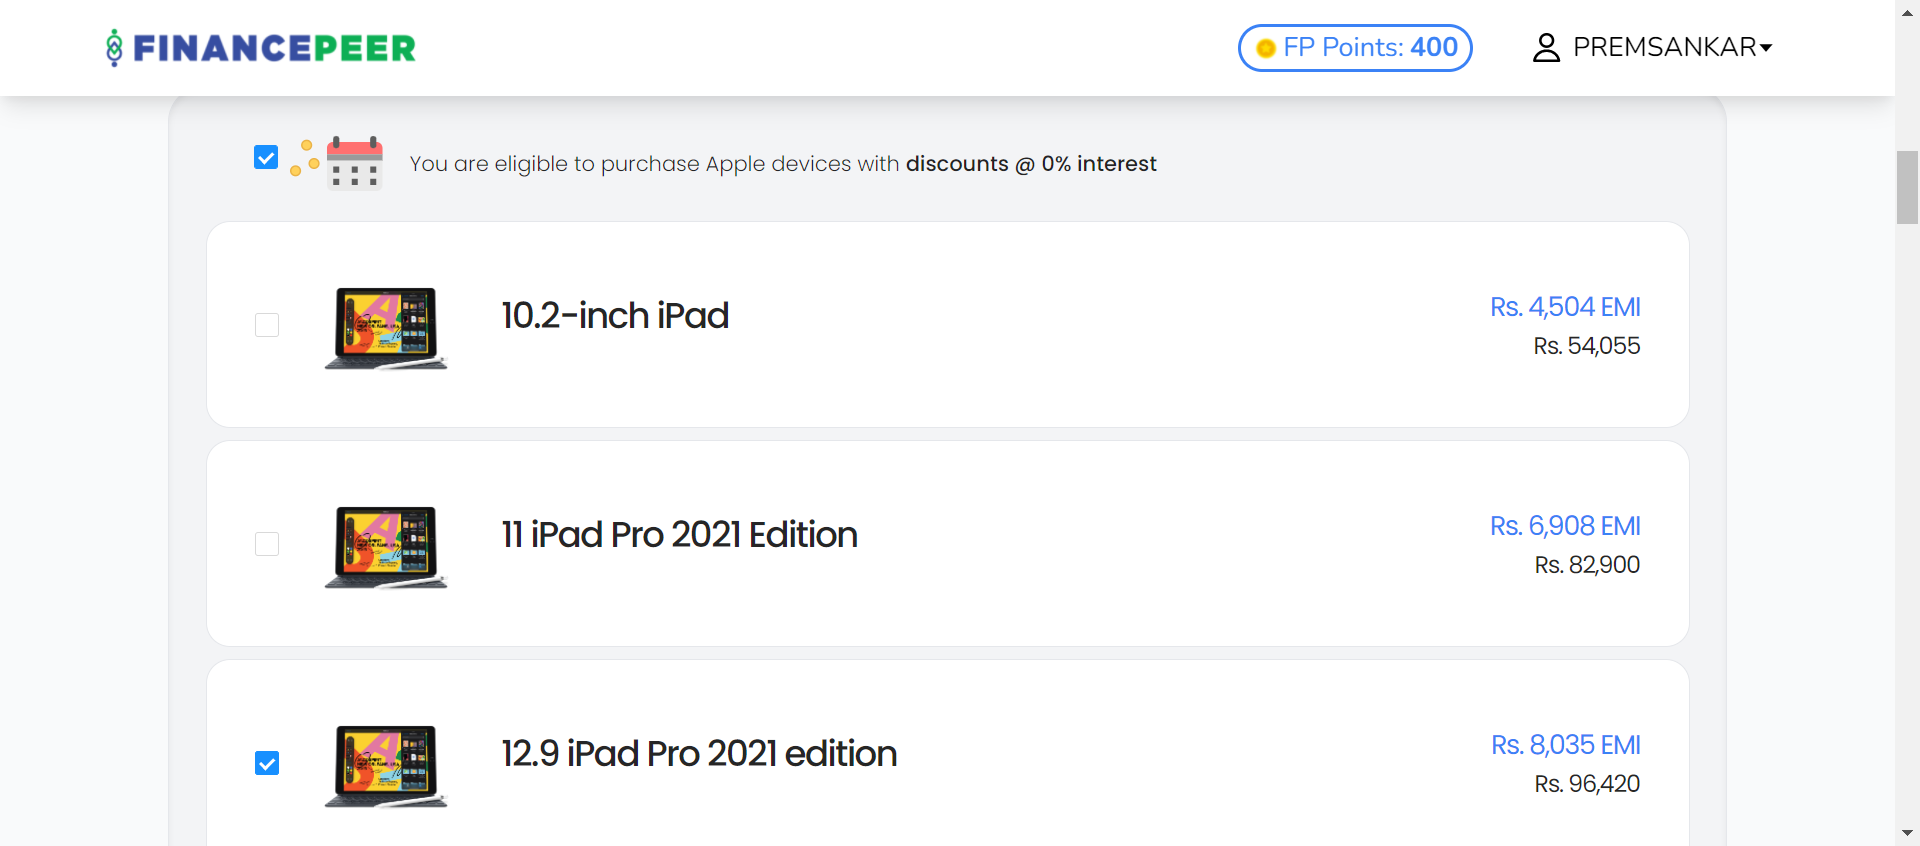 FINANCEPEER
FP Points: 400
PREMSANKAR
You are eligible to purchase Apple devices with discounts @ 0% interest
10.2-inch iPad
Rs. 4,504 EMI
Rs. 54,055
11 iPad Pro 2021 Edition
Rs. 6,908 EMI
Rs. 82,900
12.9 iPad Pro 2021 edition
Rs. 8,035 EMI
Rs. 96,420